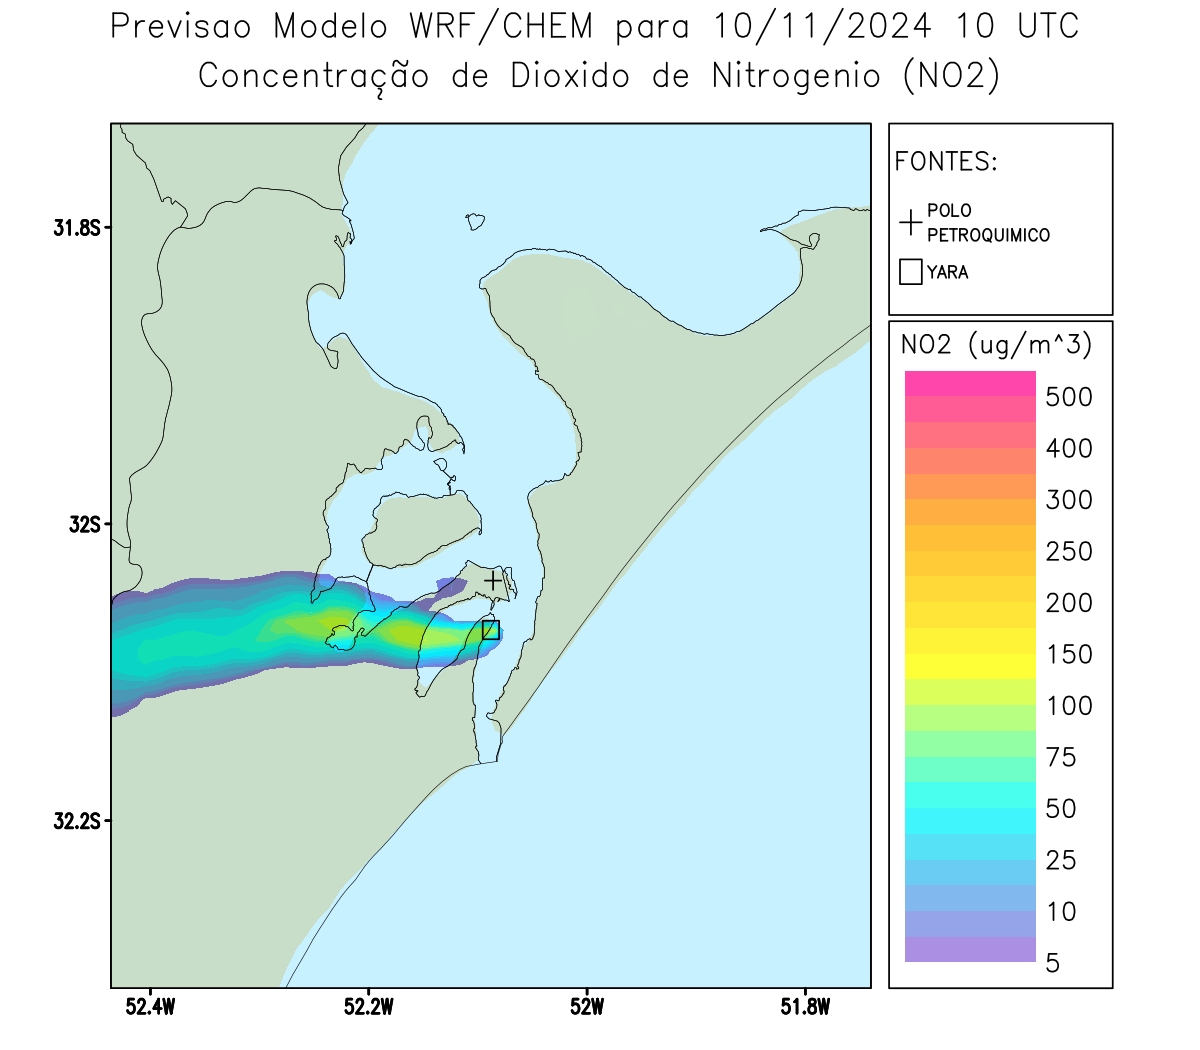 Previsao Modelo WRF/CHEM para 10/11/2024 10 UTC
Concentração de Dioxido de Nitrogenio (NO2)
FONTES:
POLO
PETROQUIMICO
YARA
31.8S
32S
32.2S
52.4W
52.2W
52W
51.8W
NO2 (ug/m^3)
500
400
300
250
200
150
100
75
50
25
10
5